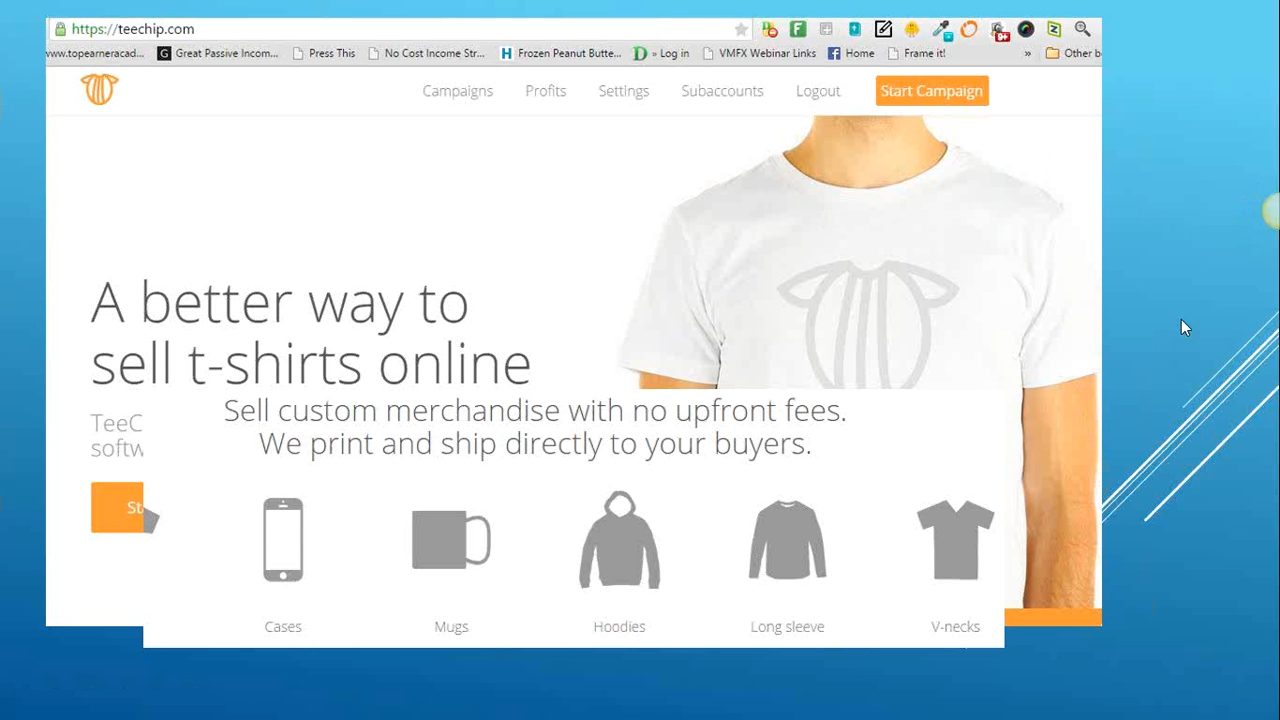 https://teechip.com
www.topearneracad...
Great Passive Incom...
Press This
No Cost Income Str...
Frozen Peanut Butte...
» Log in
VMFX Webinar Links
Home
Frame it!
»
Other b
Campaigns
Profits
Settings
Subaccounts
Logout
Start Campaign
A better way to
sell t-shirts online
TeeC
softw
St
Sell custom merchandise with no upfront fees.
We print and ship directly to your buyers.
Cases
Mugs
Hoodies
Long sleeve
V-necks